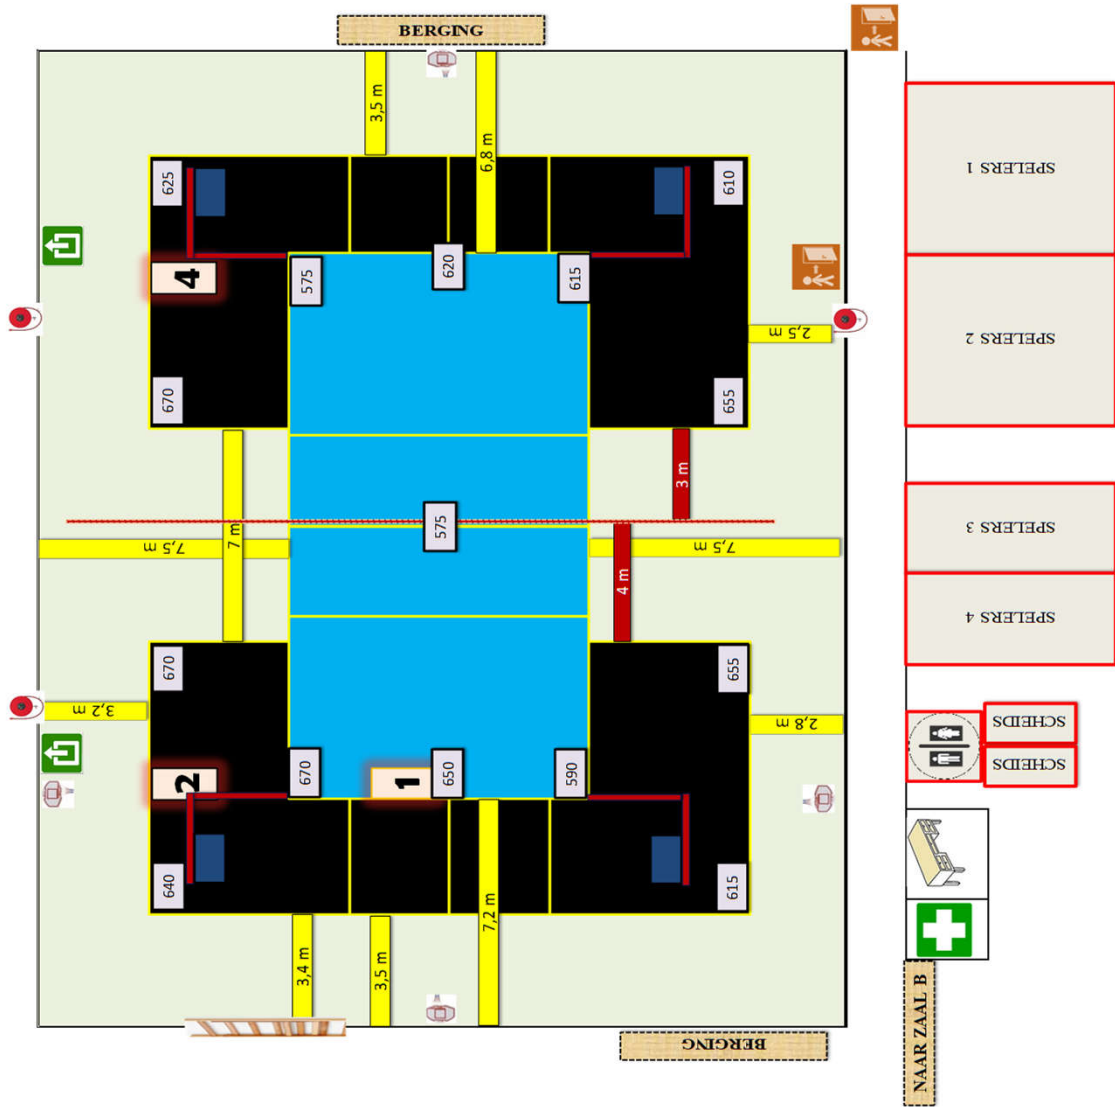 BERGING
3,5 m
6,8 m
625
610
SPELERS 1
4
575
620
615
2,5 m
SPELERS 2
670
655
3 m
7 m
575
7,5 m
7,5 m
SPELERS 3
4 m
SPELERS 4
670
655
3,2 m
2,8 m
SCHEIDS
SCHEIDS
2
670
1
650
590
640
615
7,2 m
3,4 m
3,5 m
BERGING
NAAR ZAAL B